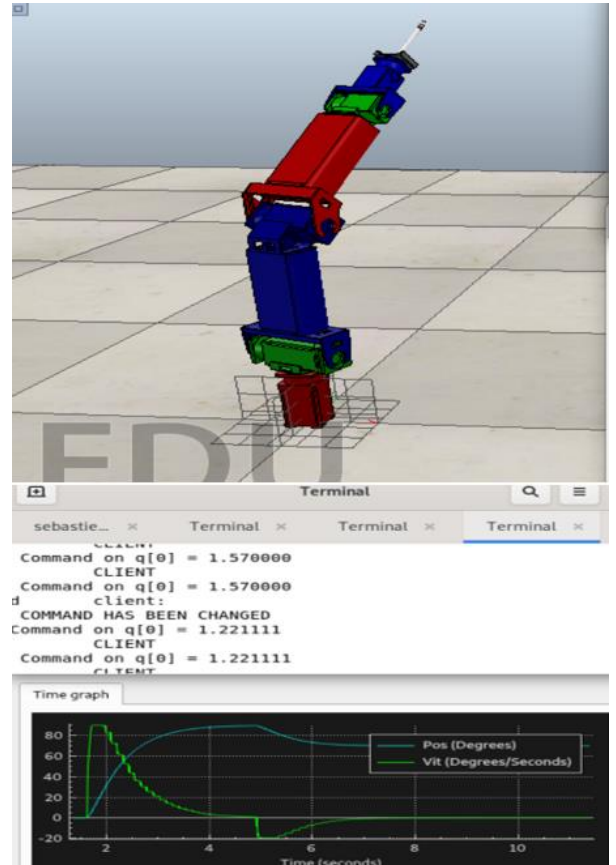 EDU
Terminal
sebastie... × Terminal × Terminal × Terminal ×
CLIENT
Command on q[0] = 1.570000
CLIENT
Command on q[0] = 1.570000
d client:
COMMAND HAS BEEN CHANGED
Command on q[0] = 1.221111
CLIENT
Command on q[0] = 1.221111
CLIENT
Time graph
80
60
40
20
0
-20
Pos (Degrees)
Vit (Degrees/Seconds)
2 4 6 8 10
Time (seconds)